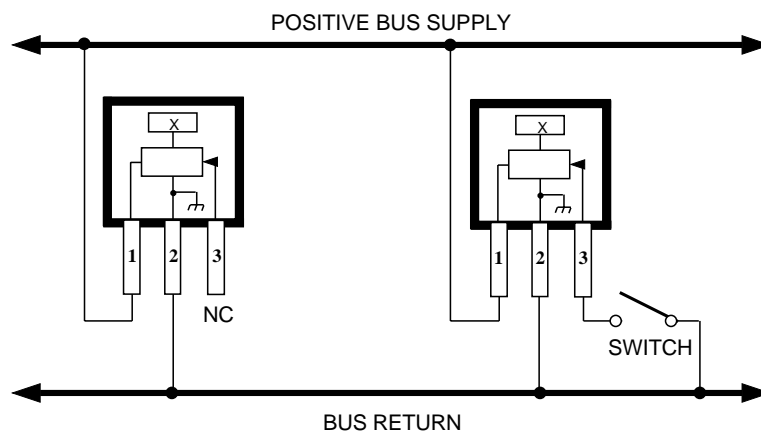 POSITIVE BUS SUPPLY
X
X
1 2 3
1 2 3
NC
SWITCH
BUS RETURN